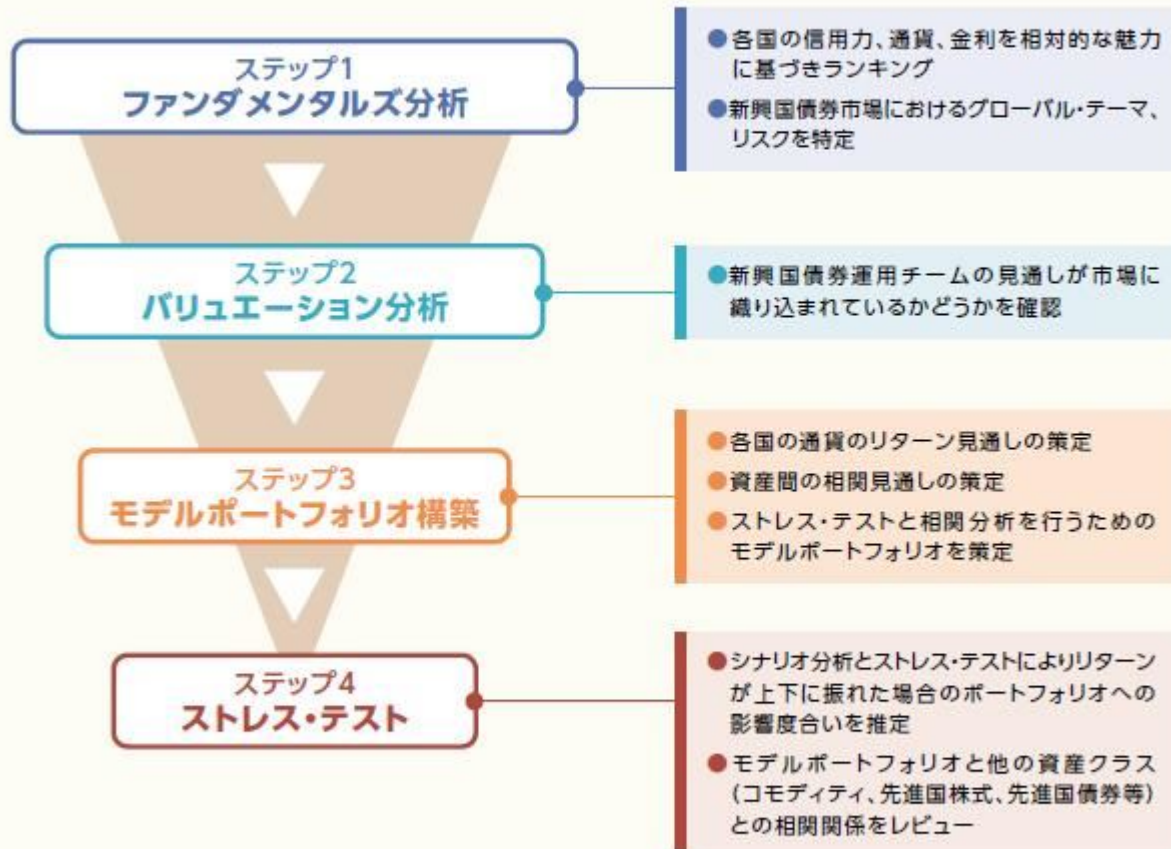 ステップ1
ファンダメンタルズ分析
●各国の信用力、通貨、金利を相対的な魅力
に基づきランキング
●新興国債券市場におけるグローバル・テーマ、
リスクを特定
ステップ2
バリュエーション分析
●新興国債券運用チームの見通しが市場に
織り込まれているかどうかを確認
ステップ3
モデルポートフォリオ構築
●各国の通貨のリターン見通しの策定
●資産間の相関見通しの策定
●ストレス・テストと相関分析を行うための
モデルポートフォリオを策定
ステップ4
ストレス・テスト
●シナリオ分析とストレス・テストによりリターン
が上下に振れた場合のポートフォリオへの
影響度合いを推定
●モデルポートフォリオと他の資産クラス
(コモディティ、先進国株式、先進国債券等)
との相関関係をレビュー